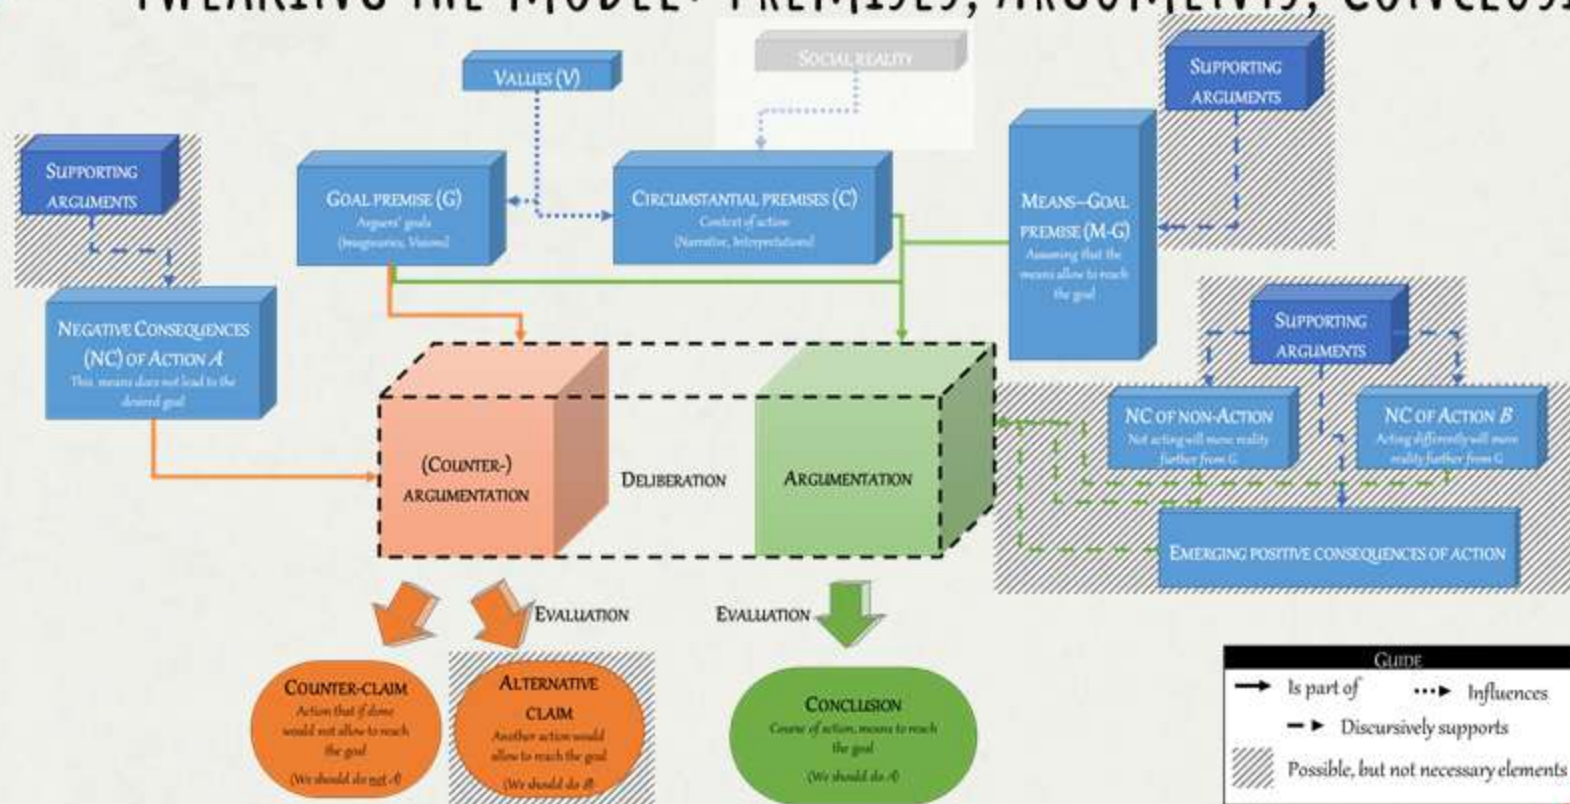 TWEAKING THE MODEL: PREMISES, ARGUMENTS, CONCLUSI
SOCIAL REALITY
VALUES (V)
SUPPORTING
ARGUMENTS
SUPPORTING
ARGUMENTS
GOAL PREMISE (G)
Arguers' goals
(Imaginaries, Visions)
CIRCUMSTANTIAL PREMISES (C)
Context of action
(Narrative, Interpretations)
MEANS–GOAL
PREMISE (M-G)
Assuming that the
means allow to reach
the goal
NEGATIVE CONSEQUENCES
(NC) OF ACTION A
This means does not lead to the
desired goal
SUPPORTING
ARGUMENTS
NC OF NON-ACTION
Not acting will move reality
further from G
NC OF ACTION B
Acting differently will move
reality further from G
(COUNTER-)
ARGUMENTATION
DELIBERATION
ARGUMENTATION
EMERGING POSITIVE CONSEQUENCES OF ACTION
EVALUATION
EVALUATION
COUNTER-CLAIM
Action that if done
would not allow to reach
the goal
(We should do not A)
ALTERNATIVE
CLAIM
Another action would
allow to reach the goal
(We should do B)
CONCLUSION
Course of action, means to reach
the goal
(We should do A)
GUIDE
Is part of
Influences
Discursively supports
Possible, but not necessary elements